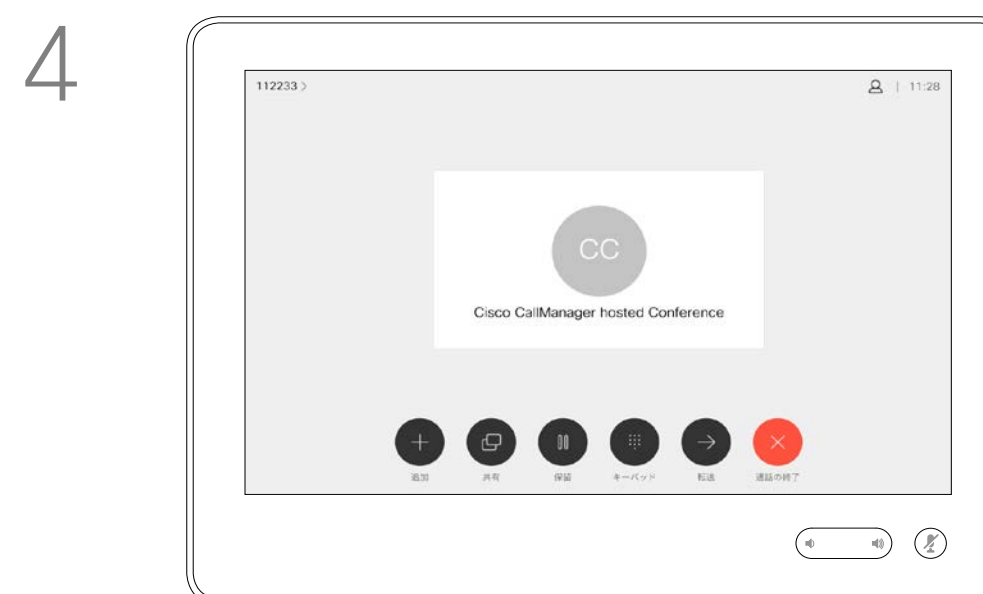 4
112233 >
11:28
CC
Cisco CallManager hosted Conference
追加 共有 保留 キーパッド 転送 通話の終了